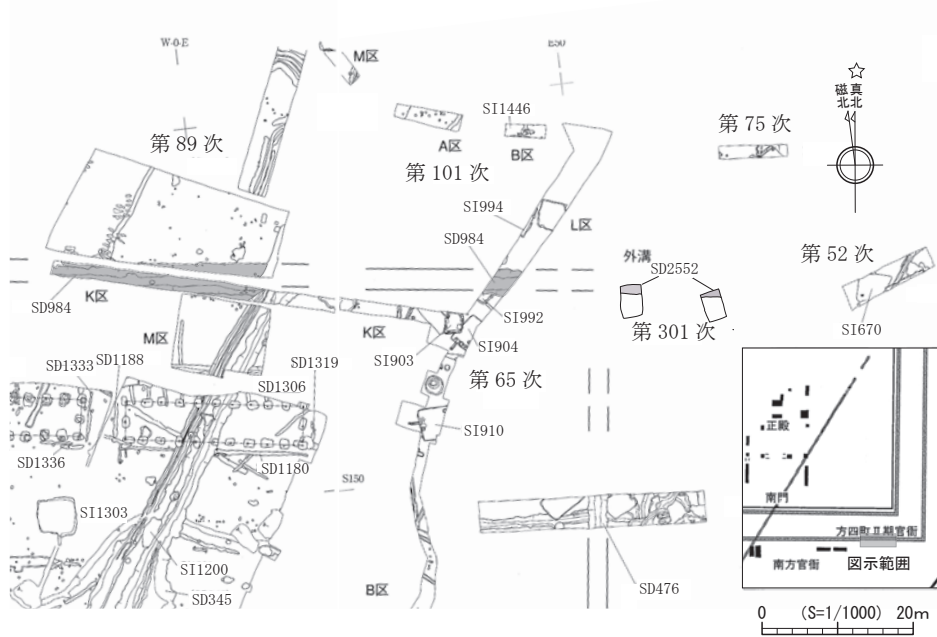 W-0-E
M区
E50
磁北
真北
第 89 次
SI1446
第 75 次
A区
B区
第 101 次
SI994
L区
SD984
外溝
第 52 次
SD2552
SD984
K区
SI992
第 301 次
M区
K区
SI670
SI903
SI904
SD1333
SD1188
SD1319
SD1306
第 65 次
正殿
SI910
SD1336
SD1180
S150
南門
SI1303
方四町Ⅱ期官衙
南方官衙
図示範囲
SI1200
SD345
B区
SD476
0 (S=1/1000) 20m